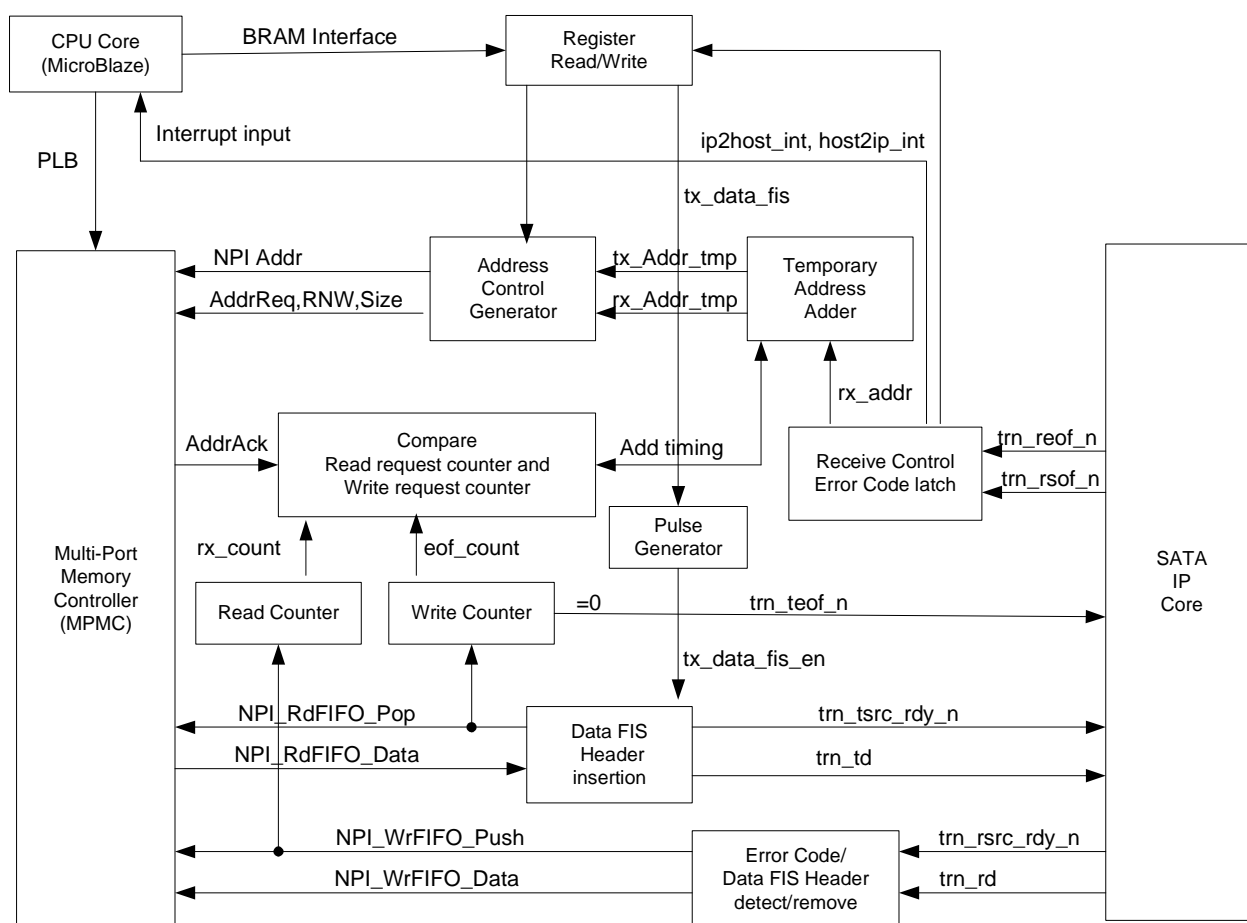 CPU Core
(MicroBlaze)
BRAM Interface
Register
Read/Write
Interrupt input
ip2host_int, host2ip_int
PLB
tx_data_fis
NPI Addr
AddrReq,RNW,Size
Address
Control
Generator
tx_Addr_tmp
rx_Addr_tmp
Temporary
Address
Adder
rx_addr
AddrAck
Compare
Read request counter and
Write request counter
Add timing
Receive Control
Error Code latch
trn_reof_n
trn_rsof_n
Pulse
Generator
rx_count
eof_count
Multi-Port
Memory
Controller
(MPMC)
SATA
IP
Core
Read Counter
Write Counter
=0
trn_teof_n
tx_data_fis_en
NPI_RdFIFO_Pop
NPI_RdFIFO_Data
Data FIS
Header
insertion
trn_tsrc_rdy_n
trn_td
NPI_WrFIFO_Push
NPI_WrFIFO_Data
Error Code/
Data FIS Header
detect/remove
trn_rsrc_rdy_n
trn_rd